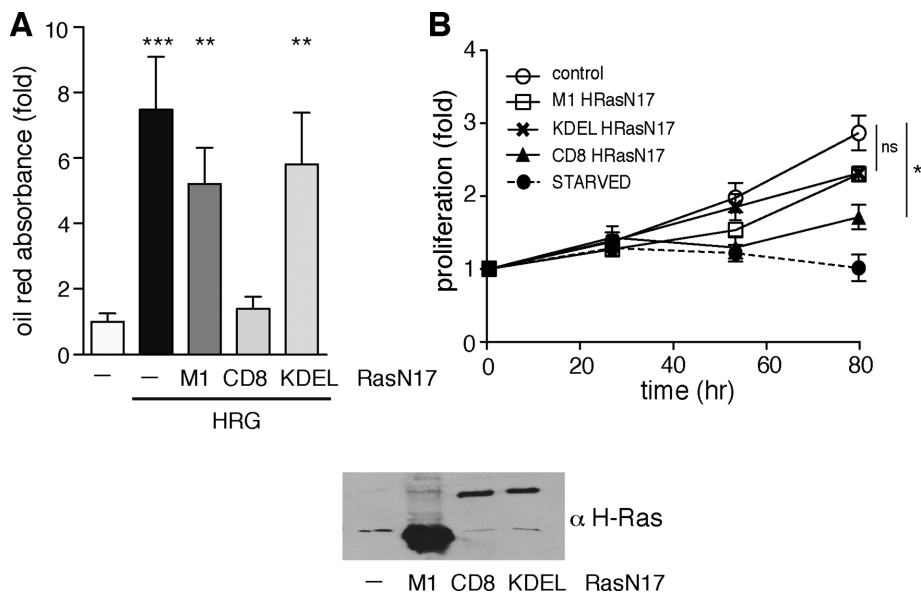 A
oil red absorbance (fold)
10
8
6
4
2
0
*** ** **
– – M1 CD8 KDEL RasN17
HRG
B
proliferation (fold)
4
3
2
1
0
control
M1 HRasN17
KDEL HRasN17
CD8 HRasN17
STARVED
ns
*
0 20 40 60 80
time (hr)
α H-Ras
– M1 CD8 KDEL RasN17